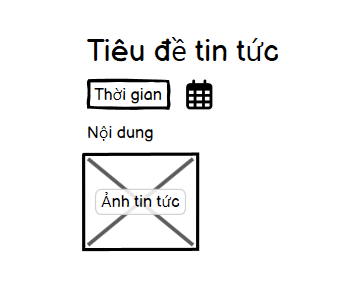 Tiêu đề tin tức
Thời gian
Nội dung
Ảnh tin tức